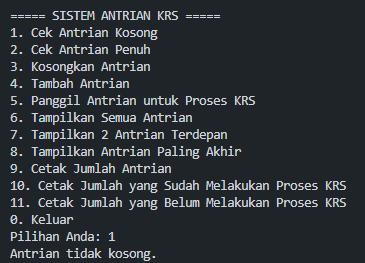 ===== SISTEM ANTRIAN KRS =====
1. Cek Antrian Kosong
2. Cek Antrian Penuh
3. Kosongkan Antrian
4. Tambah Antrian
5. Panggil Antrian untuk Proses KRS
6. Tampilkan Semua Antrian
7. Tampilkan 2 Antrian Terdepan
8. Tampilkan Antrian Paling Akhir
9. Cetak Jumlah Antrian
10. Cetak Jumlah yang Sudah Melakukan Proses KRS
11. Cetak Jumlah yang Belum Melakukan Proses KRS
0. Keluar
Pilihan Anda: 1
Antrian tidak kosong.